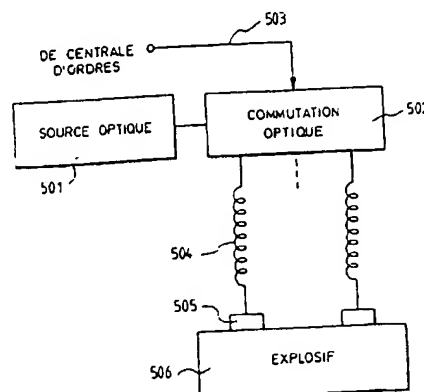 503
DE CENTRALE
D'ORDRES
COMMUTATION
OPTIQUE
502
SOURCE OPTIQUE
501
504
505
506
EXPLOSIF